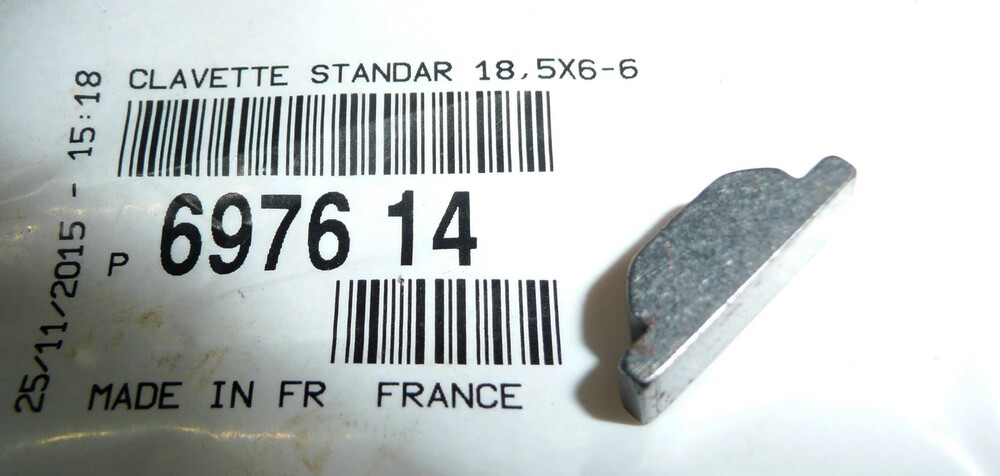 CLAVETTE STANDAR 18,5X6-6
P 6976 14
MADE IN FR FRANCE
25/11/2015 - 15:18